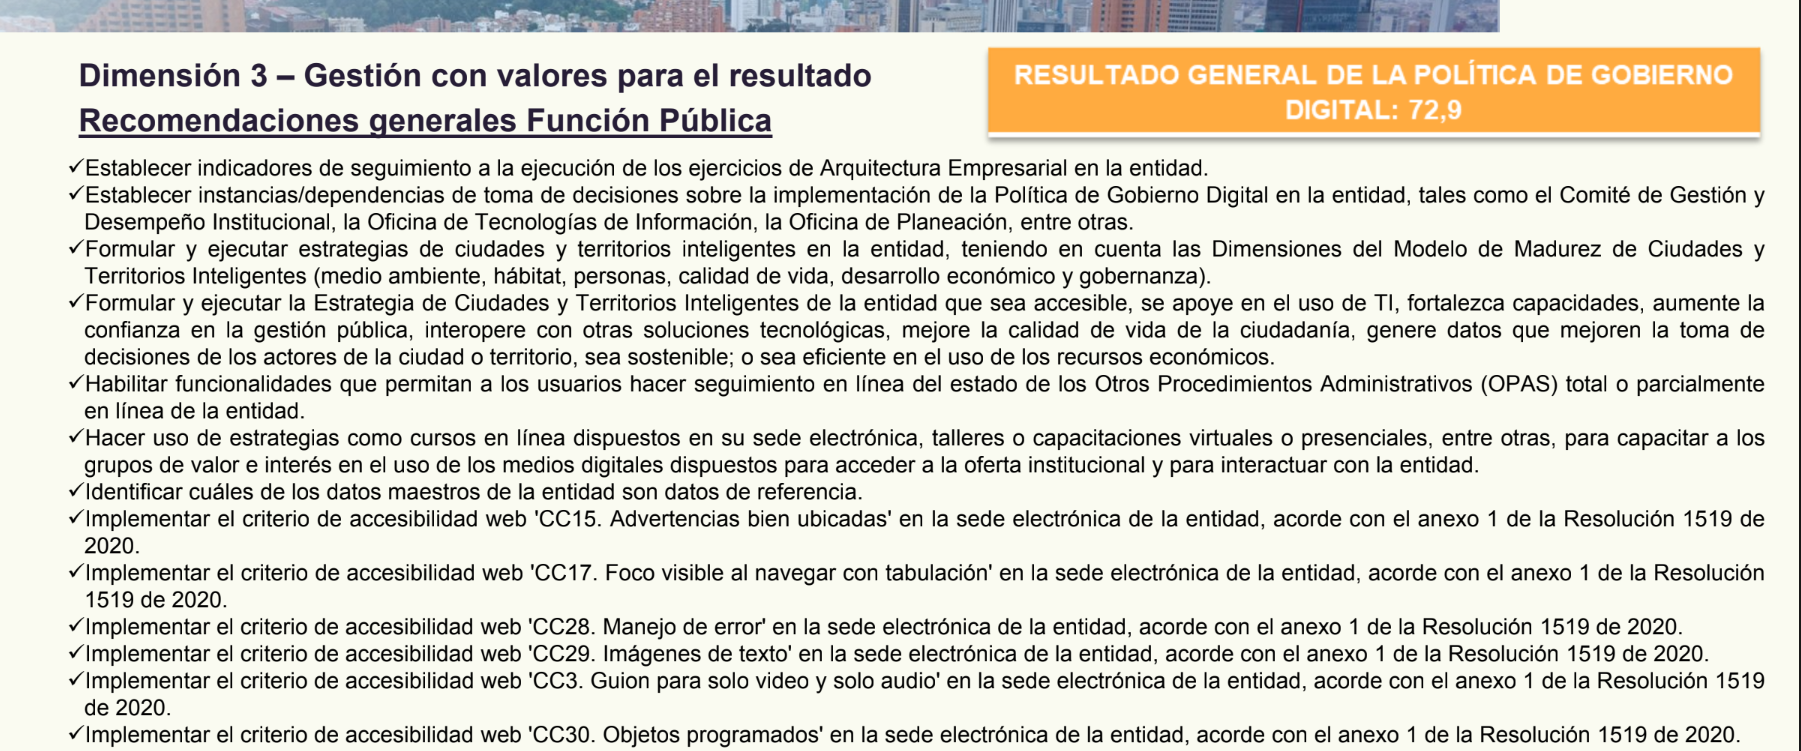 Dimensión 3 – Gestión con valores para el resultado
Recomendaciones generales Función Pública
RESULTADO GENERAL DE LA POLÍTICA DE GOBIERNO
DIGITAL: 72,9
✓Establecer indicadores de seguimiento a la ejecución de los ejercicios de Arquitectura Empresarial en la entidad.
✓Establecer instancias/dependencias de toma de decisiones sobre la implementación de la Política de Gobierno Digital en la entidad, tales como el Comité de Gestión y
Desempeño Institucional, la Oficina de Tecnologías de Información, la Oficina de Planeación, entre otras.
✓Formular y ejecutar estrategias de ciudades y territorios inteligentes en la entidad, teniendo en cuenta las Dimensiones del Modelo de Madurez de Ciudades y
Territorios Inteligentes (medio ambiente, hábitat, personas, calidad de vida, desarrollo económico y gobernanza).
✓Formular y ejecutar la Estrategia de Ciudades y Territorios Inteligentes de la entidad que sea accesible, se apoye en el uso de TI, fortalezca capacidades, aumente la
confianza en la gestión pública, interopere con otras soluciones tecnológicas, mejore la calidad de vida de la ciudadanía, genere datos que mejoren la toma de
decisiones de los actores de la ciudad o territorio, sea sostenible; o sea eficiente en el uso de los recursos económicos.
✓Habilitar funcionalidades que permitan a los usuarios hacer seguimiento en línea del estado de los Otros Procedimientos Administrativos (OPAS) total o parcialmente
en línea de la entidad.
✓Hacer uso de estrategias como cursos en línea dispuestos en su sede electrónica, talleres o capacitaciones virtuales o presenciales, entre otras, para capacitar a los
grupos de valor e interés en el uso de los medios digitales dispuestos para acceder a la oferta institucional y para interactuar con la entidad.
✓Identificar cuáles de los datos maestros de la entidad son datos de referencia.
✓Implementar el criterio de accesibilidad web 'CC15. Advertencias bien ubicadas' en la sede electrónica de la entidad, acorde con el anexo 1 de la Resolución 1519 de
2020.
✓Implementar el criterio de accesibilidad web 'CC17. Foco visible al navegar con tabulación' en la sede electrónica de la entidad, acorde con el anexo 1 de la Resolución
1519 de 2020.
✓Implementar el criterio de accesibilidad web 'CC28. Manejo de error' en la sede electrónica de la entidad, acorde con el anexo 1 de la Resolución 1519 de 2020.
✓Implementar el criterio de accesibilidad web 'CC29. Imágenes de texto' en la sede electrónica de la entidad, acorde con el anexo 1 de la Resolución 1519 de 2020.
✓Implementar el criterio de accesibilidad web 'CC3. Guion para solo video y solo audio' en la sede electrónica de la entidad, acorde con el anexo 1 de la Resolución 1519
de 2020.
✓Implementar el criterio de accesibilidad web 'CC30. Objetos programados' en la sede electrónica de la entidad, acorde con el anexo 1 de la Resolución 1519 de 2020.